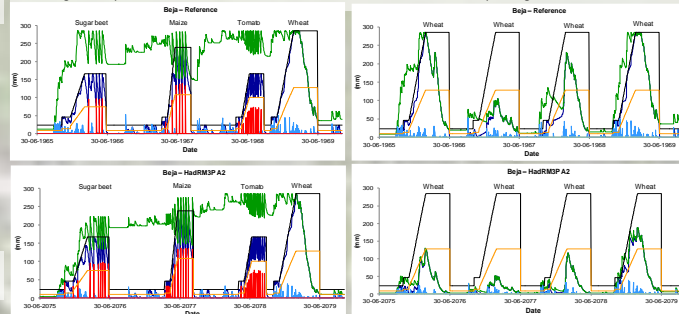 Beja – Reference
Sugar beet Maize Tomato Wheat
(mm)
300
250
200
150
100
50
0
30-06-1965 30-06-1966 30-06-1967 30-06-1968 30-06-1969
Date
Beja – Reference
Wheat Wheat Wheat Wheat
(mm)
300
250
200
150
100
50
0
30-06-1965 30-06-1966 30-06-1967 30-06-1968 30-06-1969
Date
Beja – HadRM3P A2
Sugar beet Maize Tomato Wheat
(mm)
300
250
200
150
100
50
0
30-06-2075 30-06-2076 30-06-2077 30-06-2078 30-06-2079
Date
Beja – HadRM3P A2
Wheat Wheat Wheat Wheat
(mm)
300
250
200
150
100
50
0
30-06-2075 30-06-2076 30-06-2077 30-06-2078 30-06-2079
Date